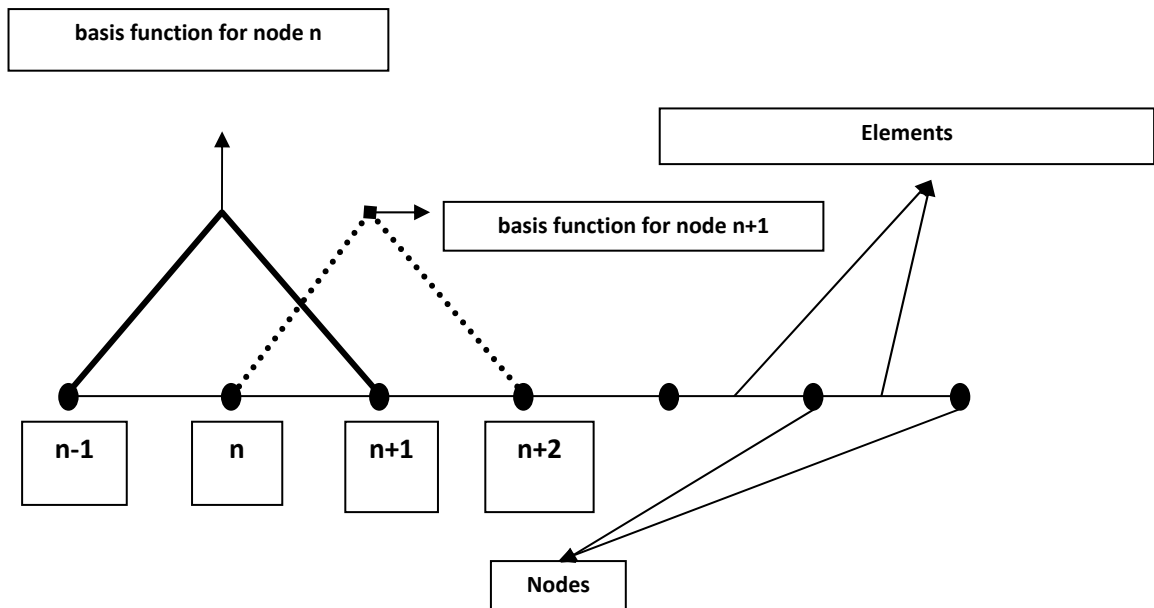 basis function for node n
Elements
basis function for node n+1
n-1
n
n+1
n+2
Nodes